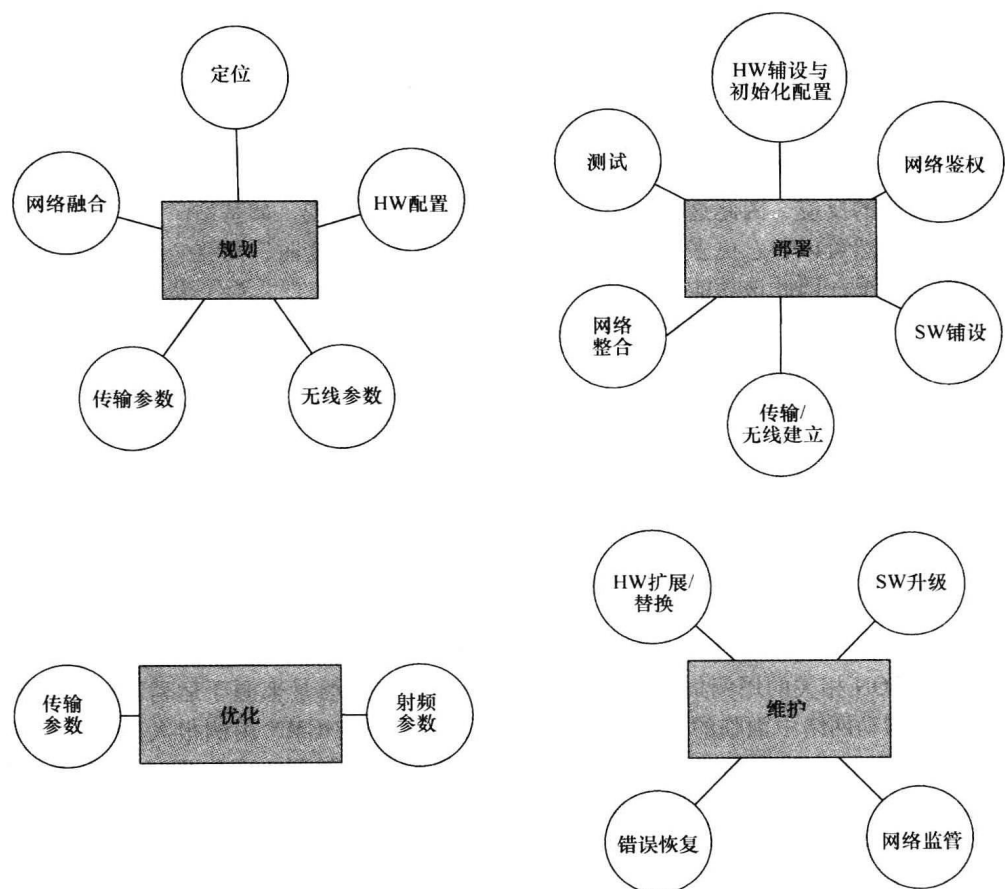 定位
网络融合
HW配置
规划
传输参数
无线参数
HW辅设与
初始化配置
测试
网络鉴权
部署
网络
整合
SW铺设
传输/
无线建立
传输
参数
优化
射频
参数
HW扩展/
替换
SW升级
维护
错误恢复
网络监管